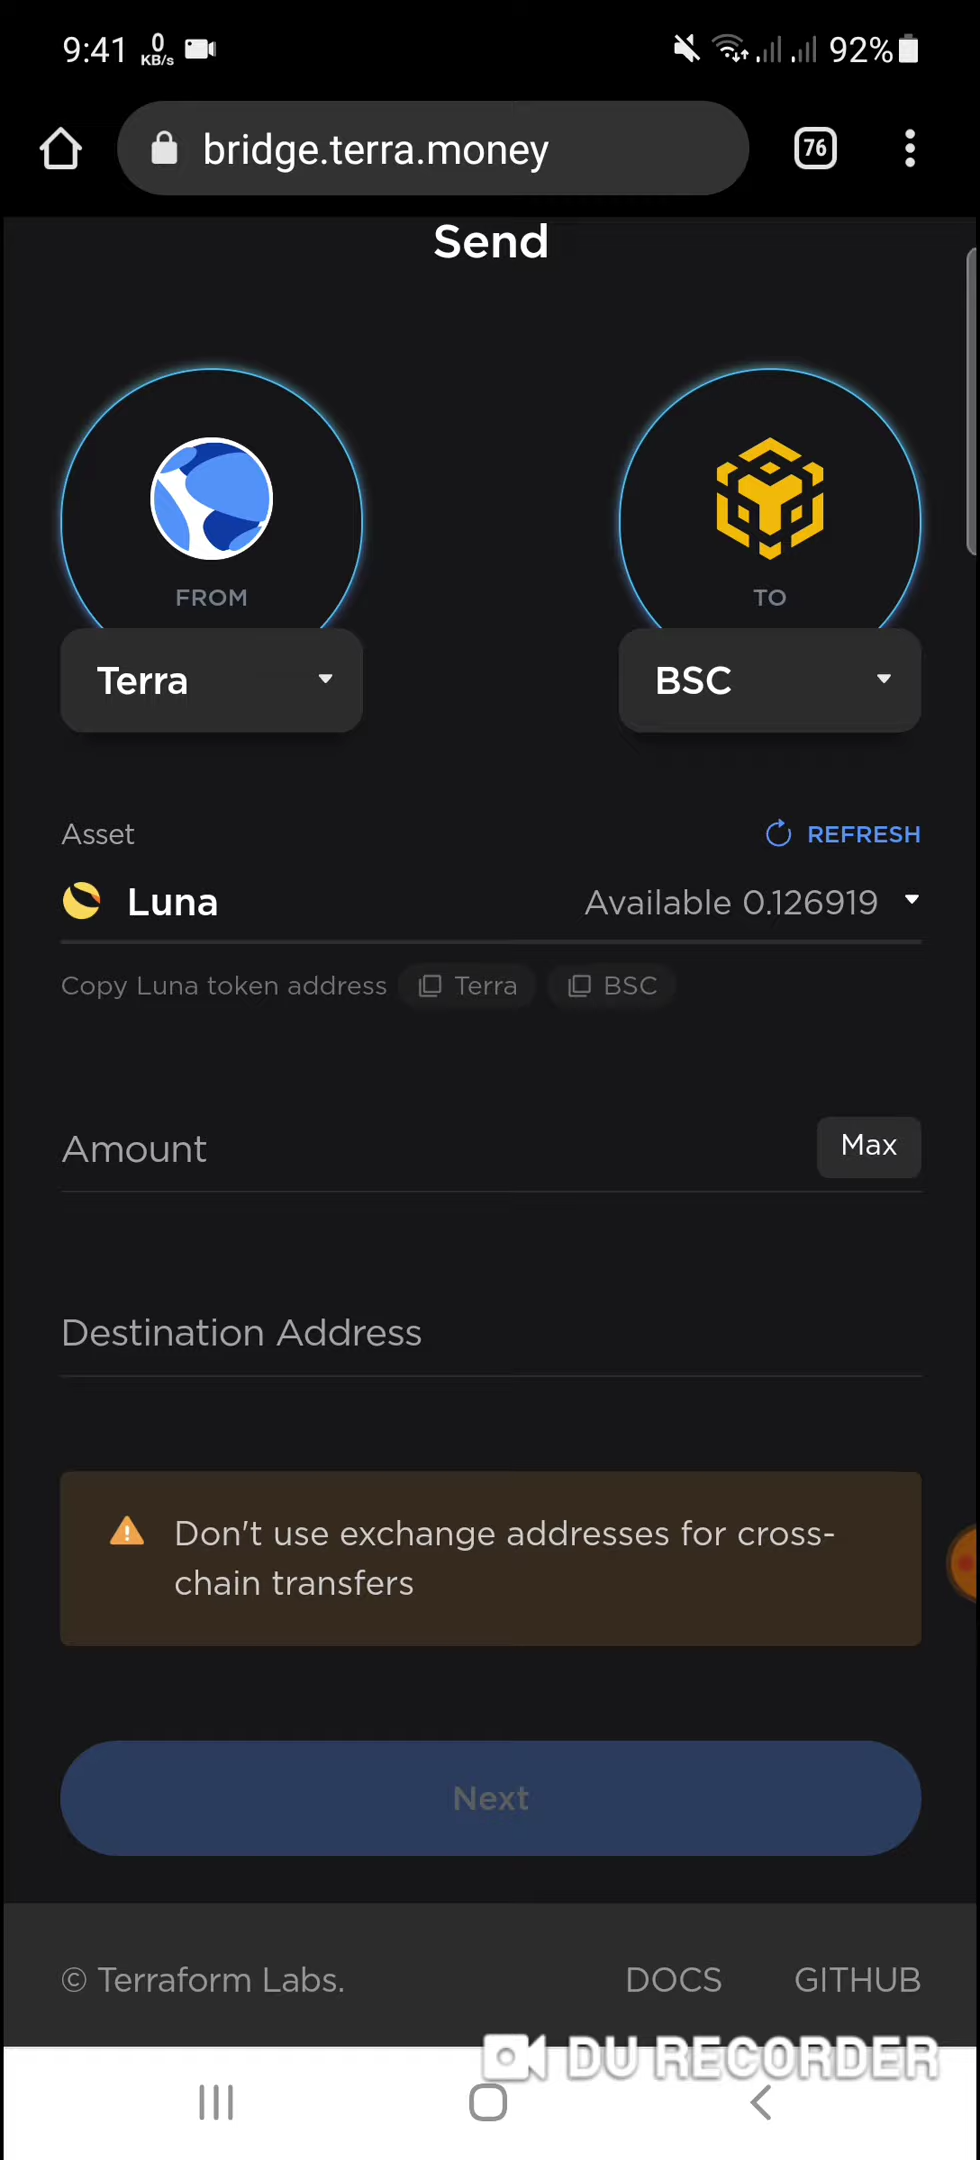 9:41 0 KB/s 92%
bridge.terra.money 76
Send
FROM TO
Terra BSC
Asset REFRESH
Luna Available 0.126919
Copy Luna token address Terra BSC
Amount Max
Destination Address
Don't use exchange addresses for cross-
chain transfers
Next
© Terraform Labs. DOCS GITHUB
DU RECORDER